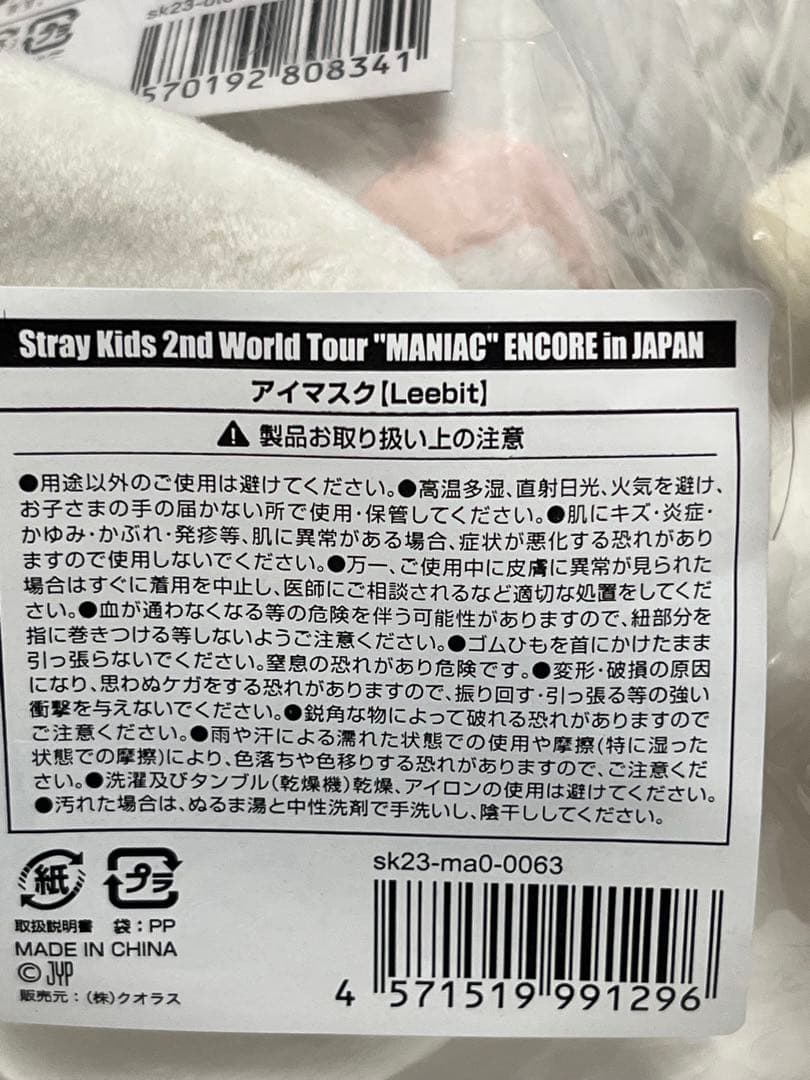 570192 808341
Stray Kids 2nd World Tour "MANIAC" ENCORE in JAPAN
アイマスク【Leebit】
製品お取り扱い上の注意
●用途以外のご使用は避けてください。●高温多湿、直射日光、火気を避け、
お子さまの手の届かない所で使用・保管してください。●肌にキズ・炎症・
かゆみ・かぶれ・発疹等、肌に異常がある場合、症状が悪化する恐れがあり
ますので使用しないでください。●万一、ご使用中に皮膚に異常が見られた
場合はすぐに着用を中止し、医師にご相談されるなど適切な処置をしてくだ
さい。●血が通わなくなる等の危険を伴う可能性がありますので、紐部分を
指に巻きつける等しないようご注意ください。●ゴムひもを首にかけたまま
引っ張らないでください。窒息の恐れがあり危険です。●変形・破損の原因
になり、思わぬケガをする恐れがありますので、振り回す・引っ張る等の強い
衝撃を与えないでください。●鋭角な物によって破れる恐れがありますので
ご注意ください。●雨や汗による濡れた状態での使用や摩擦(特に湿った
状態での摩擦)により、色落ちや色移りする恐れがありますので、ご注意くだ
さい。●洗濯及びタンブル(乾燥機)乾燥、アイロンの使用は避けてください。
●汚れた場合は、ぬるま湯と中性洗剤で手洗いし、陰干ししてください。
紙 プラ
sk23-ma0-0063
取扱説明書 袋：PP
MADE IN CHINA
© JYP
販売元：(株)クオラス
4 571519 991296